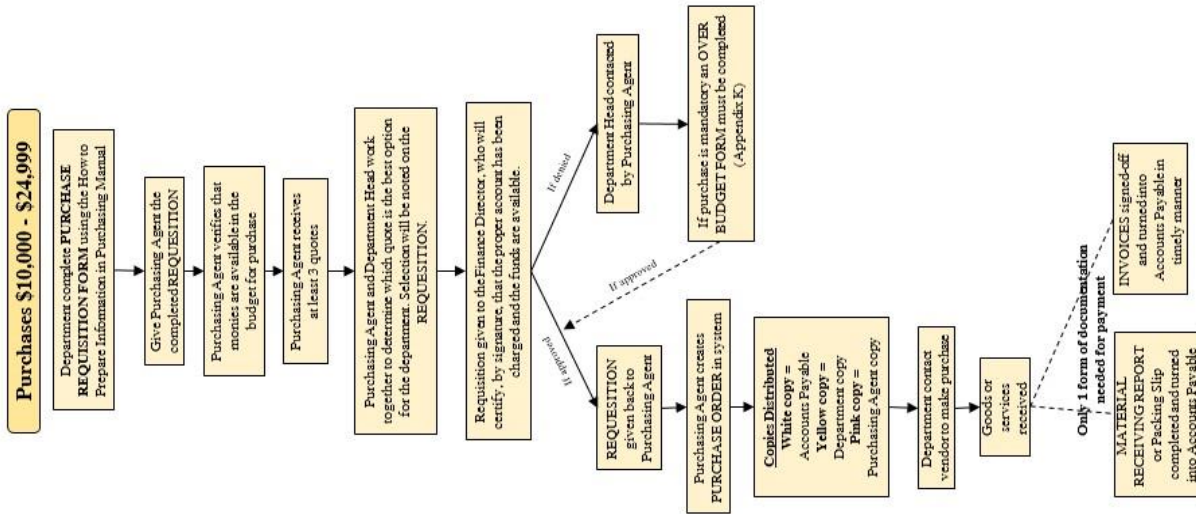 Purchases $10,000 - $24,999
Department complete PURCHASE
REQUISITION FORM using the How to
Prepare Information in Purchasing Manual
Give Purchasing Agent the
completed REQUESITION
Purchasing Agent verifies that
monies are available in the
budget for purchase
Purchasing Agent receives
at least 3 quotes
Purchasing Agent and Department Head work
together to determine which quote is the best option
for the department. Selection will be noted on the
REQUESITION.
Requisition given to the Finance Director, who will
certify, by signature, that the proper account has been
charged and the funds are available.
If approved
If denied
REQUESITION
given back to
Purchasing Agent
Department Head contacted
by Purchasing Agent
If purchase is mandatory an OVER
BUDGET FORM must be completed
(Appendix K)
If approved
Purchasing Agent creates
PURCHASE ORDER in system
Copies Distributed
White copy =
Accounts Payable
Yellow copy =
Department copy
Pink copy =
Purchasing Agent copy
Department contact
vendor to make purchase
Goods or
services
received
Only 1 form of documentation
needed for payment
MATERIAL
RECEIVING REPORT
or Packing Slip
completed and turned
into Accounts Payable
INVOICES signed-off
and turned into
Accounts Payable in
timely manner